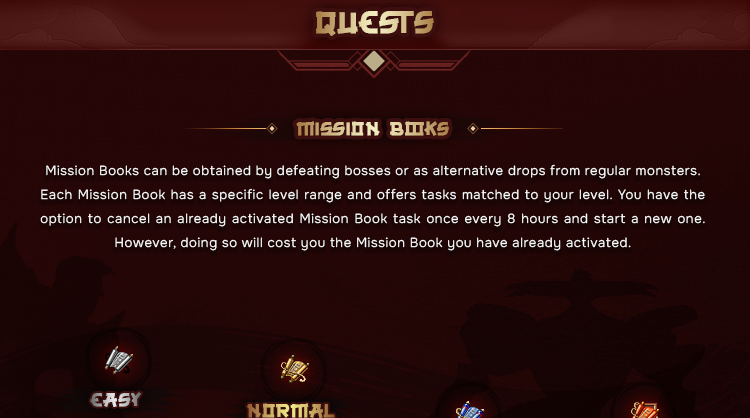 QUESTS
MISSION BOOKS
Mission Books can be obtained by defeating bosses or as alternative drops from regular monsters.
Each Mission Book has a specific level range and offers tasks matched to your level. You have the
option to cancel an already activated Mission Book task once every 8 hours and start a new one.
However, doing so will cost you the Mission Book you have already activated.
EASY
NORMAL